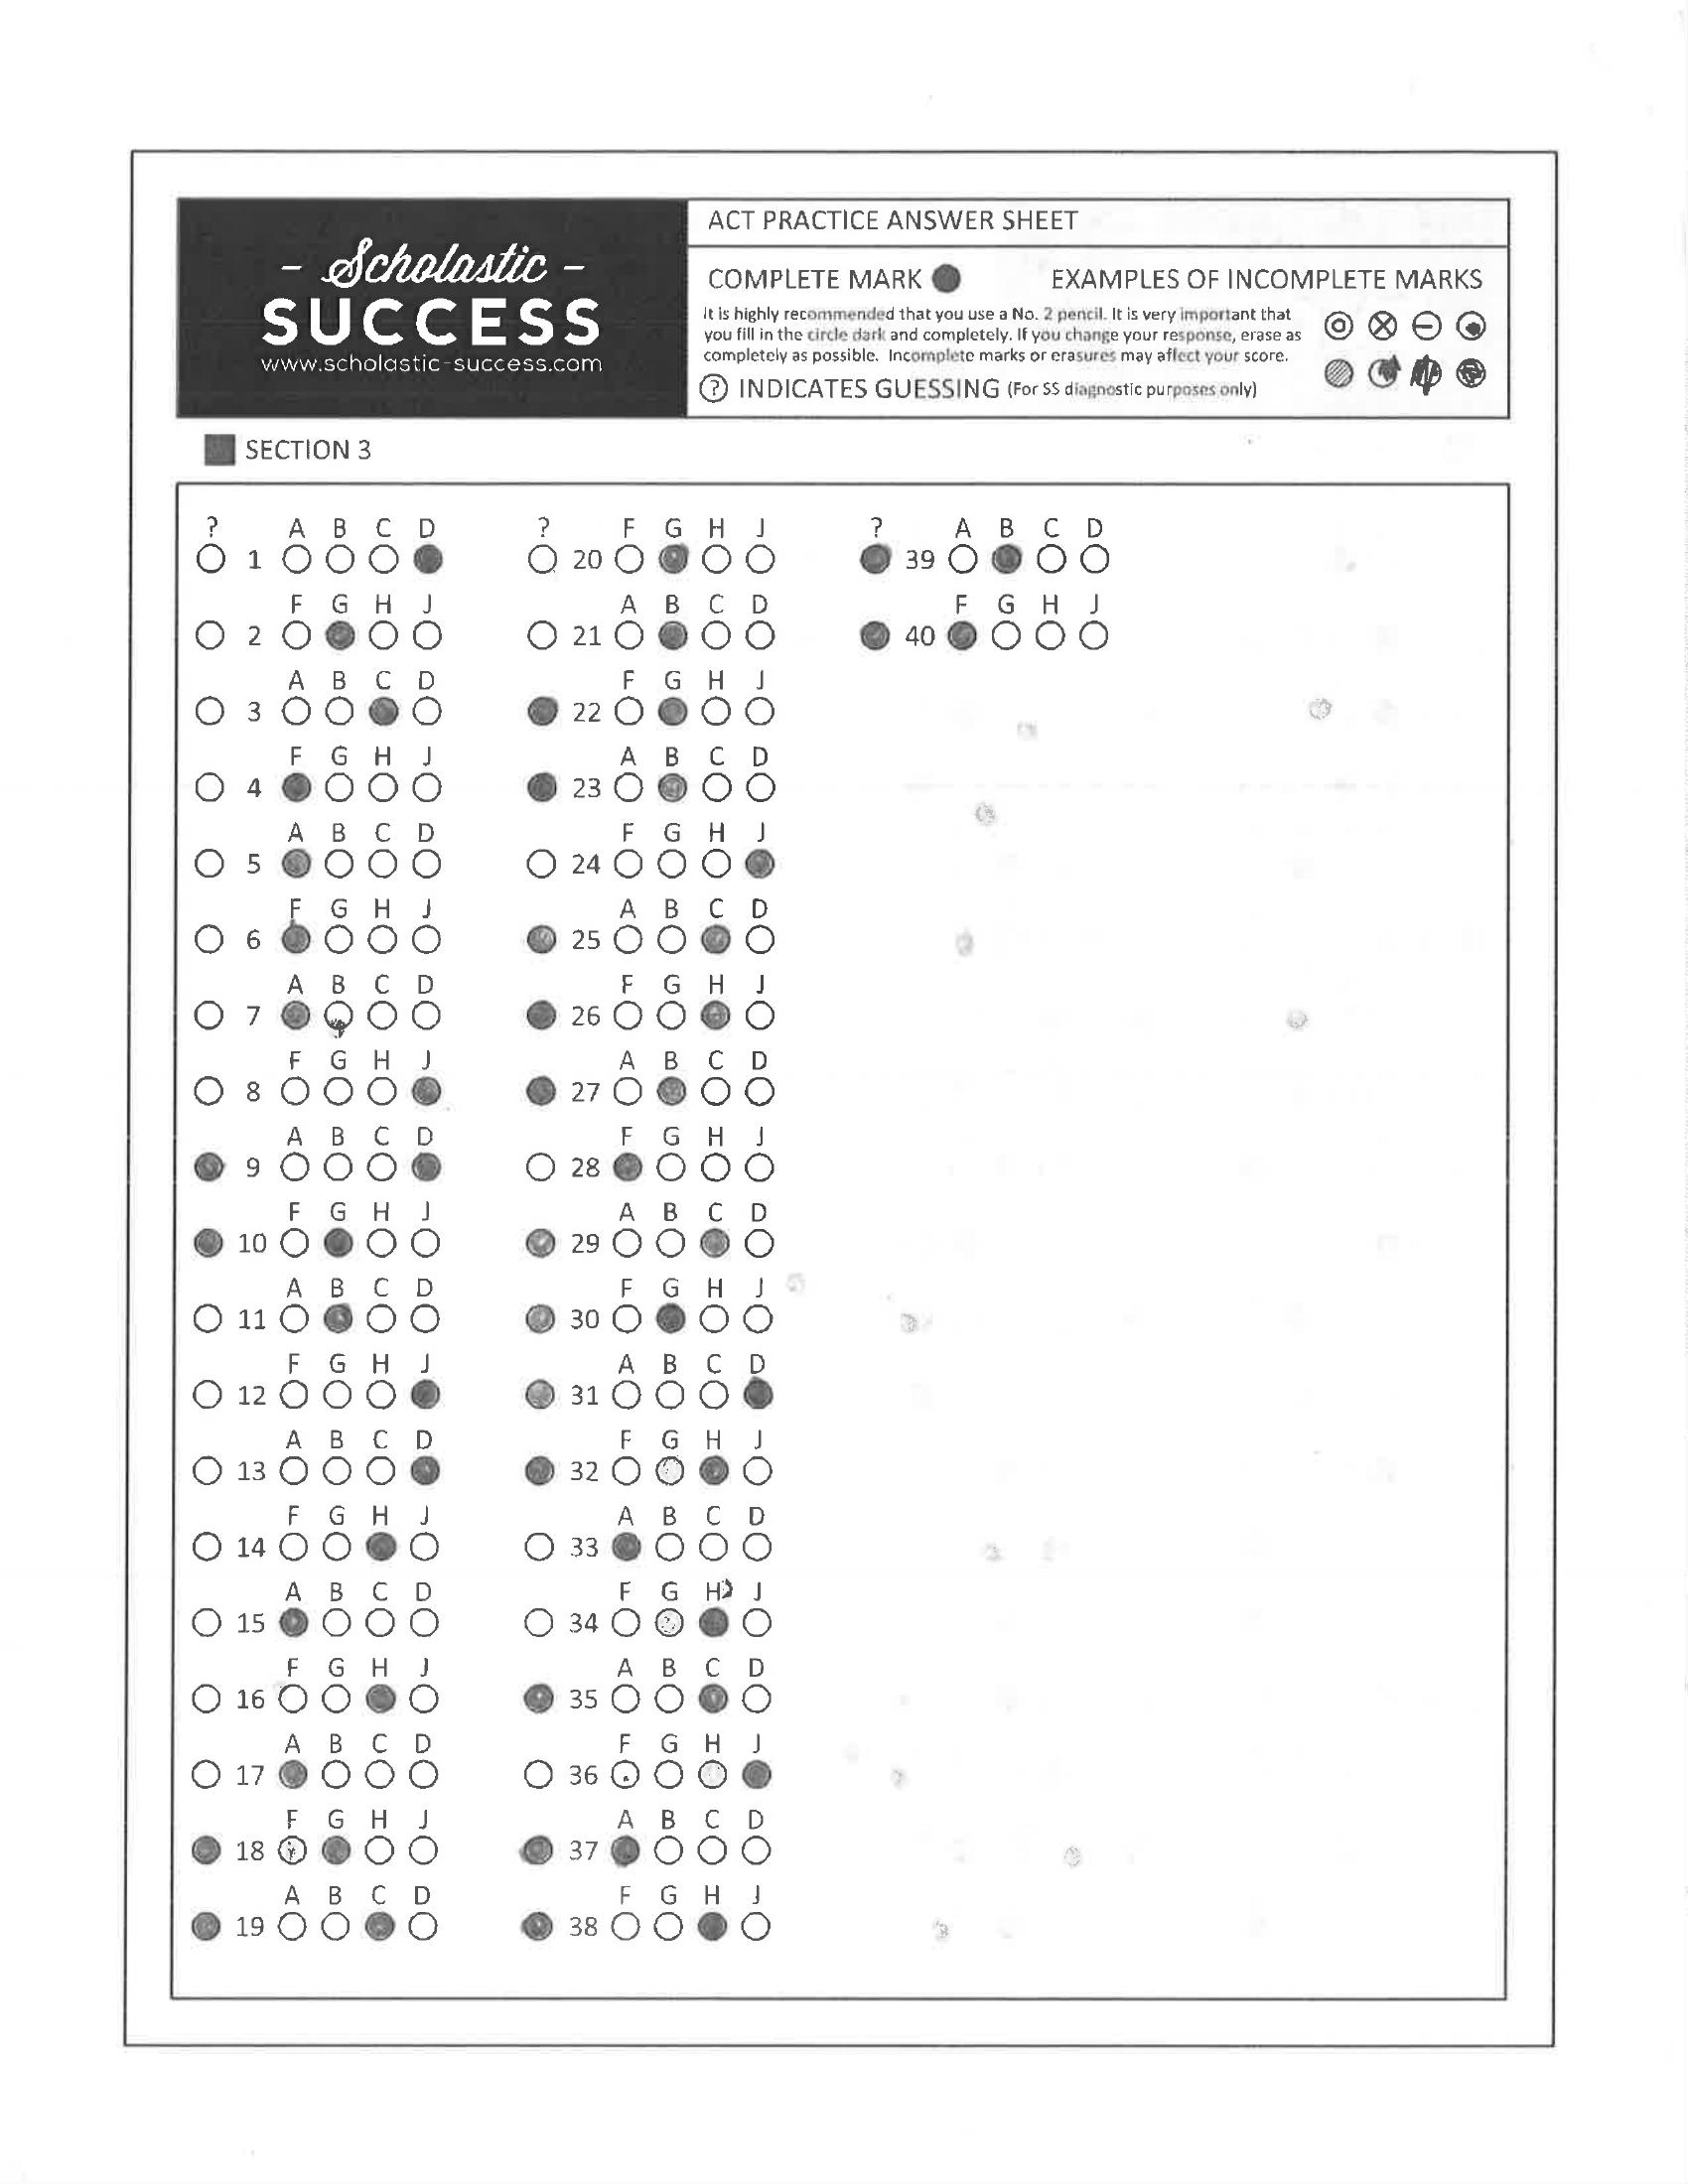 - Scholastic -
SUCCESS
www.scholastic-success.com
ACT PRACTICE ANSWER SHEET
COMPLETE MARK
EXAMPLES OF INCOMPLETE MARKS
It is highly recommended that you use a No. 2 pencil. It is very important that
you fill in the circle dark and completely. If you change your response, erase as
completely as possible. Incomplete marks or erasures may affect your score.
? INDICATES GUESSING (For SS diagnostic purposes only)
SECTION 3
? A B C D
1
F G H J
2
A B C D
3
F G H J
4
A B C D
5
F G H J
6
A B C D
7
F G H J
8
A B C D
9
F G H J
10
A B C D
11
F G H J
12
A B C D
13
F G H J
14
A B C D
15
F G H J
16
A B C D
17
F G H J
18
A B C D
19
? F G H J
20
A B C D
21
F G H J
22
A B C D
23
F G H J
24
A B C D
25
F G H J
26
A B C D
27
F G H J
28
A B C D
29
F G H J
30
A B C D
31
F G H J
32
A B C D
33
F G H J
34
A B C D
35
F G H J
36
A B C D
37
F G H J
38
? A B C D
39
F G H J
40